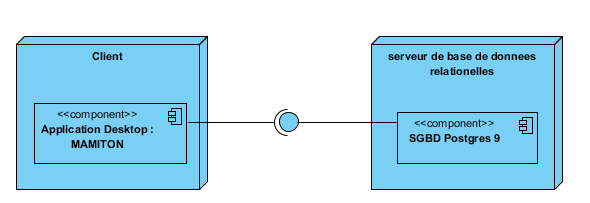 Client
<<component>>
Application Desktop :
MAMITON
serveur de base de donnees
relationelles
<<component>>
SGBD Postgres 9